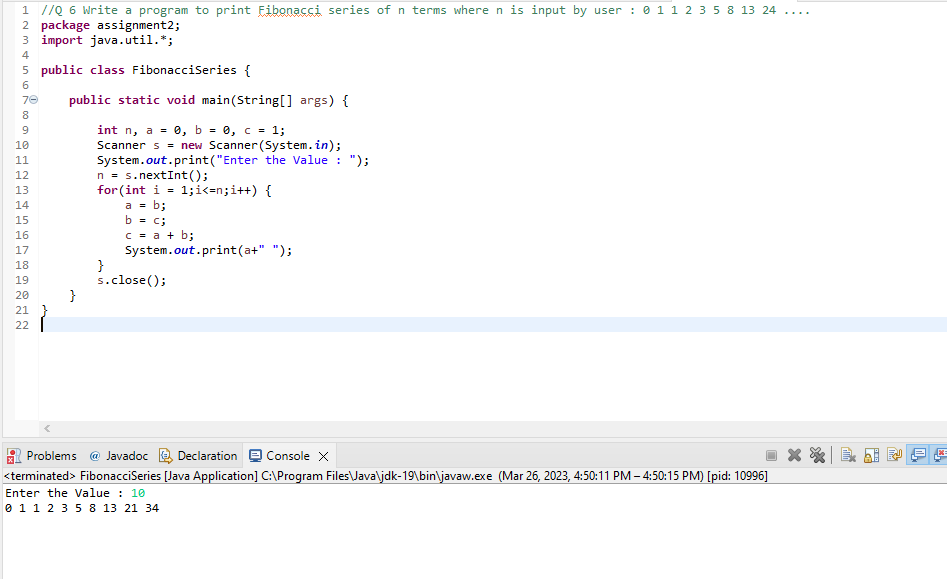 1 //Q 6 Write a program to print Fibonacci series of n terms where n is input by user : 0 1 1 2 3 5 8 13 24 ....
2 package assignment2;
3 import java.util.*;
4
5 public class FibonacciSeries {
6
7 public static void main(String[] args) {
8
9 int n, a = 0, b = 0, c = 1;
10 Scanner s = new Scanner(System.in);
11 System.out.print("Enter the Value : ");
12 n = s.nextInt();
13 for(int i = 1;i<=n;i++) {
14 a = b;
15 b = c;
16 c = a + b;
17 System.out.print(a+" ");
18 }
19 s.close();
20 }
21 }
22
Problems @ Javadoc Declaration Console
<terminated> FibonacciSeries [Java Application] C:\Program Files\Java\jdk-19\bin\javaw.exe (Mar 26, 2023, 4:50:11 PM – 4:50:15 PM) [pid: 10996]
Enter the Value : 10
0 1 1 2 3 5 8 13 21 34